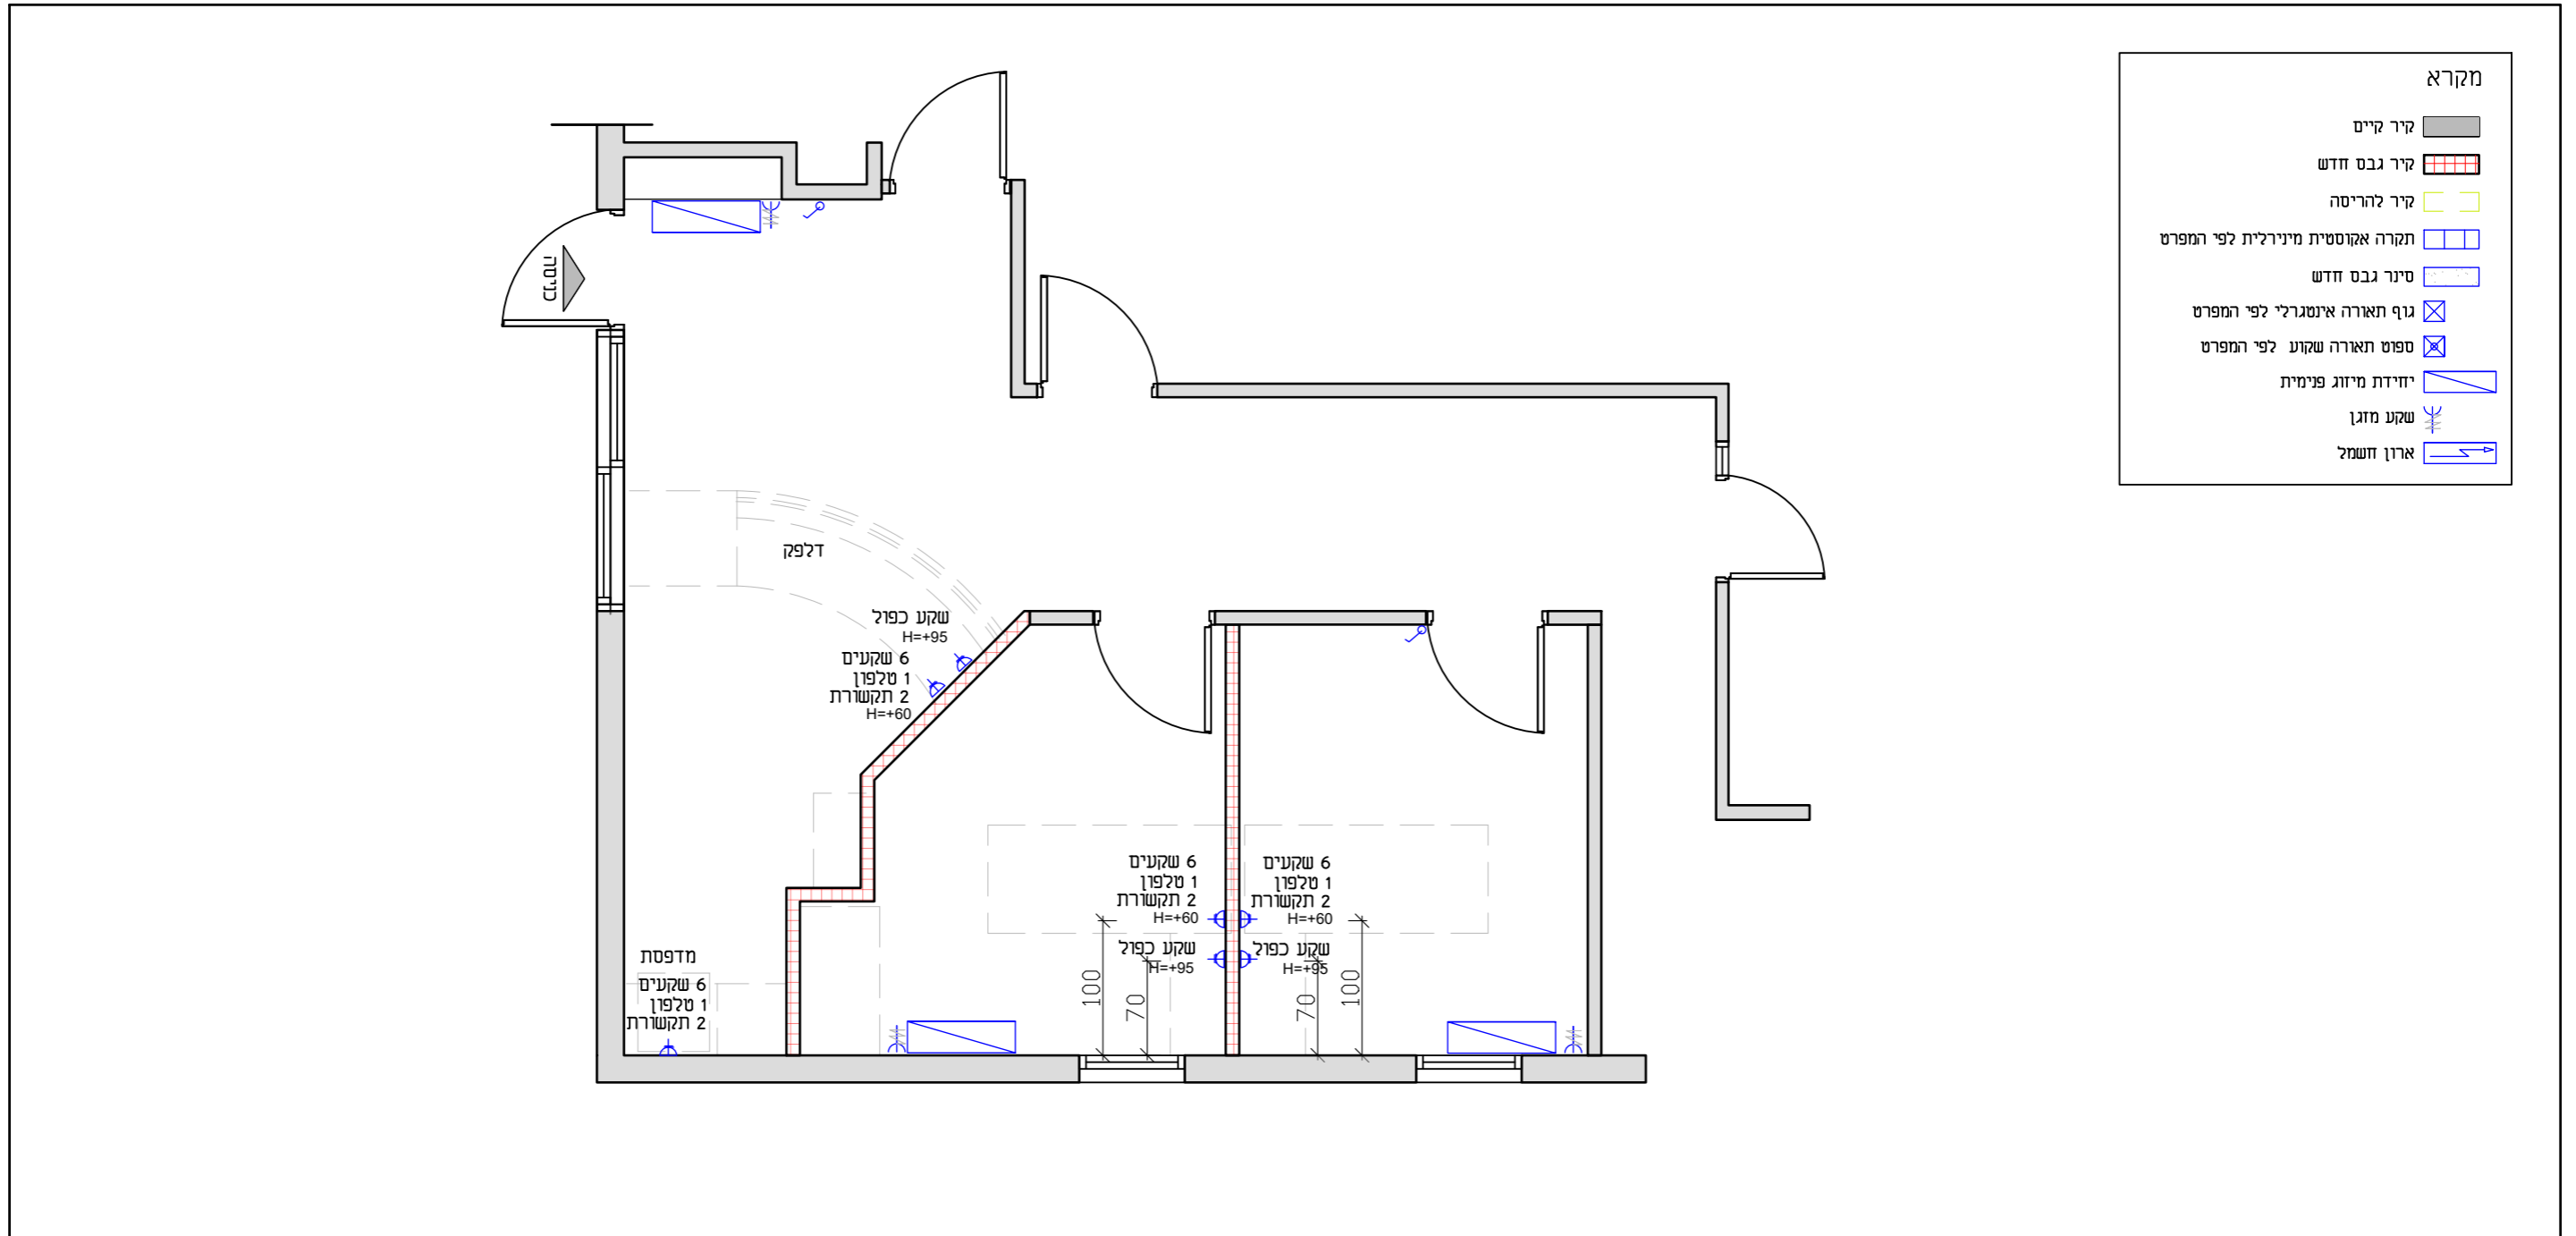 מקרא
קיר קיים
קיר גבס חדש
קיר להריסה
תקרה אקוסטית מינירלית לפי המפרט
סינר גבס חדש
גוף תאורה אינטגרלי לפי המפרט
ספוט תאורה שקוע לפי המפרט
יחידת מיזוג פנימית
שקע מזגן
ארון חשמל
כניסה
דלפק
שקע כפול
H=+95
6 שקעים
1 טלפון
2 תקשורת
H=+60
6 שקעים
1 טלפון
2 תקשורת
H=+60
שקע כפול
H=+95
100
70
6 שקעים
1 טלפון
2 תקשורת
H=+60
שקע כפול
H=+95
70
100
מדפסת
6 שקעים
1 טלפון
2 תקשורת